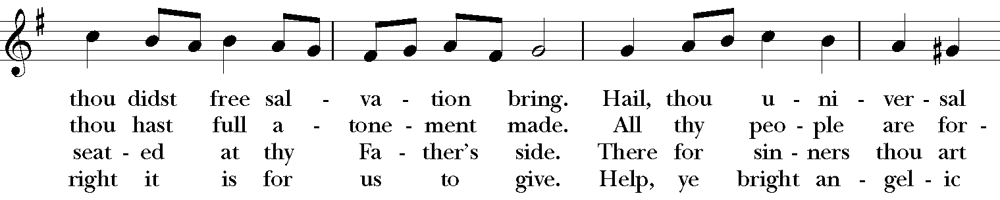 thou didst free sal - va - tion bring. Hail, thou u - ni - ver - sal
thou hast full a - tone - ment made. All thy peo - ple are for -
seat - ed at thy Fa - ther's side. There for sin - ners thou art
right it is for us to give. Help, ye bright an - gel - ic